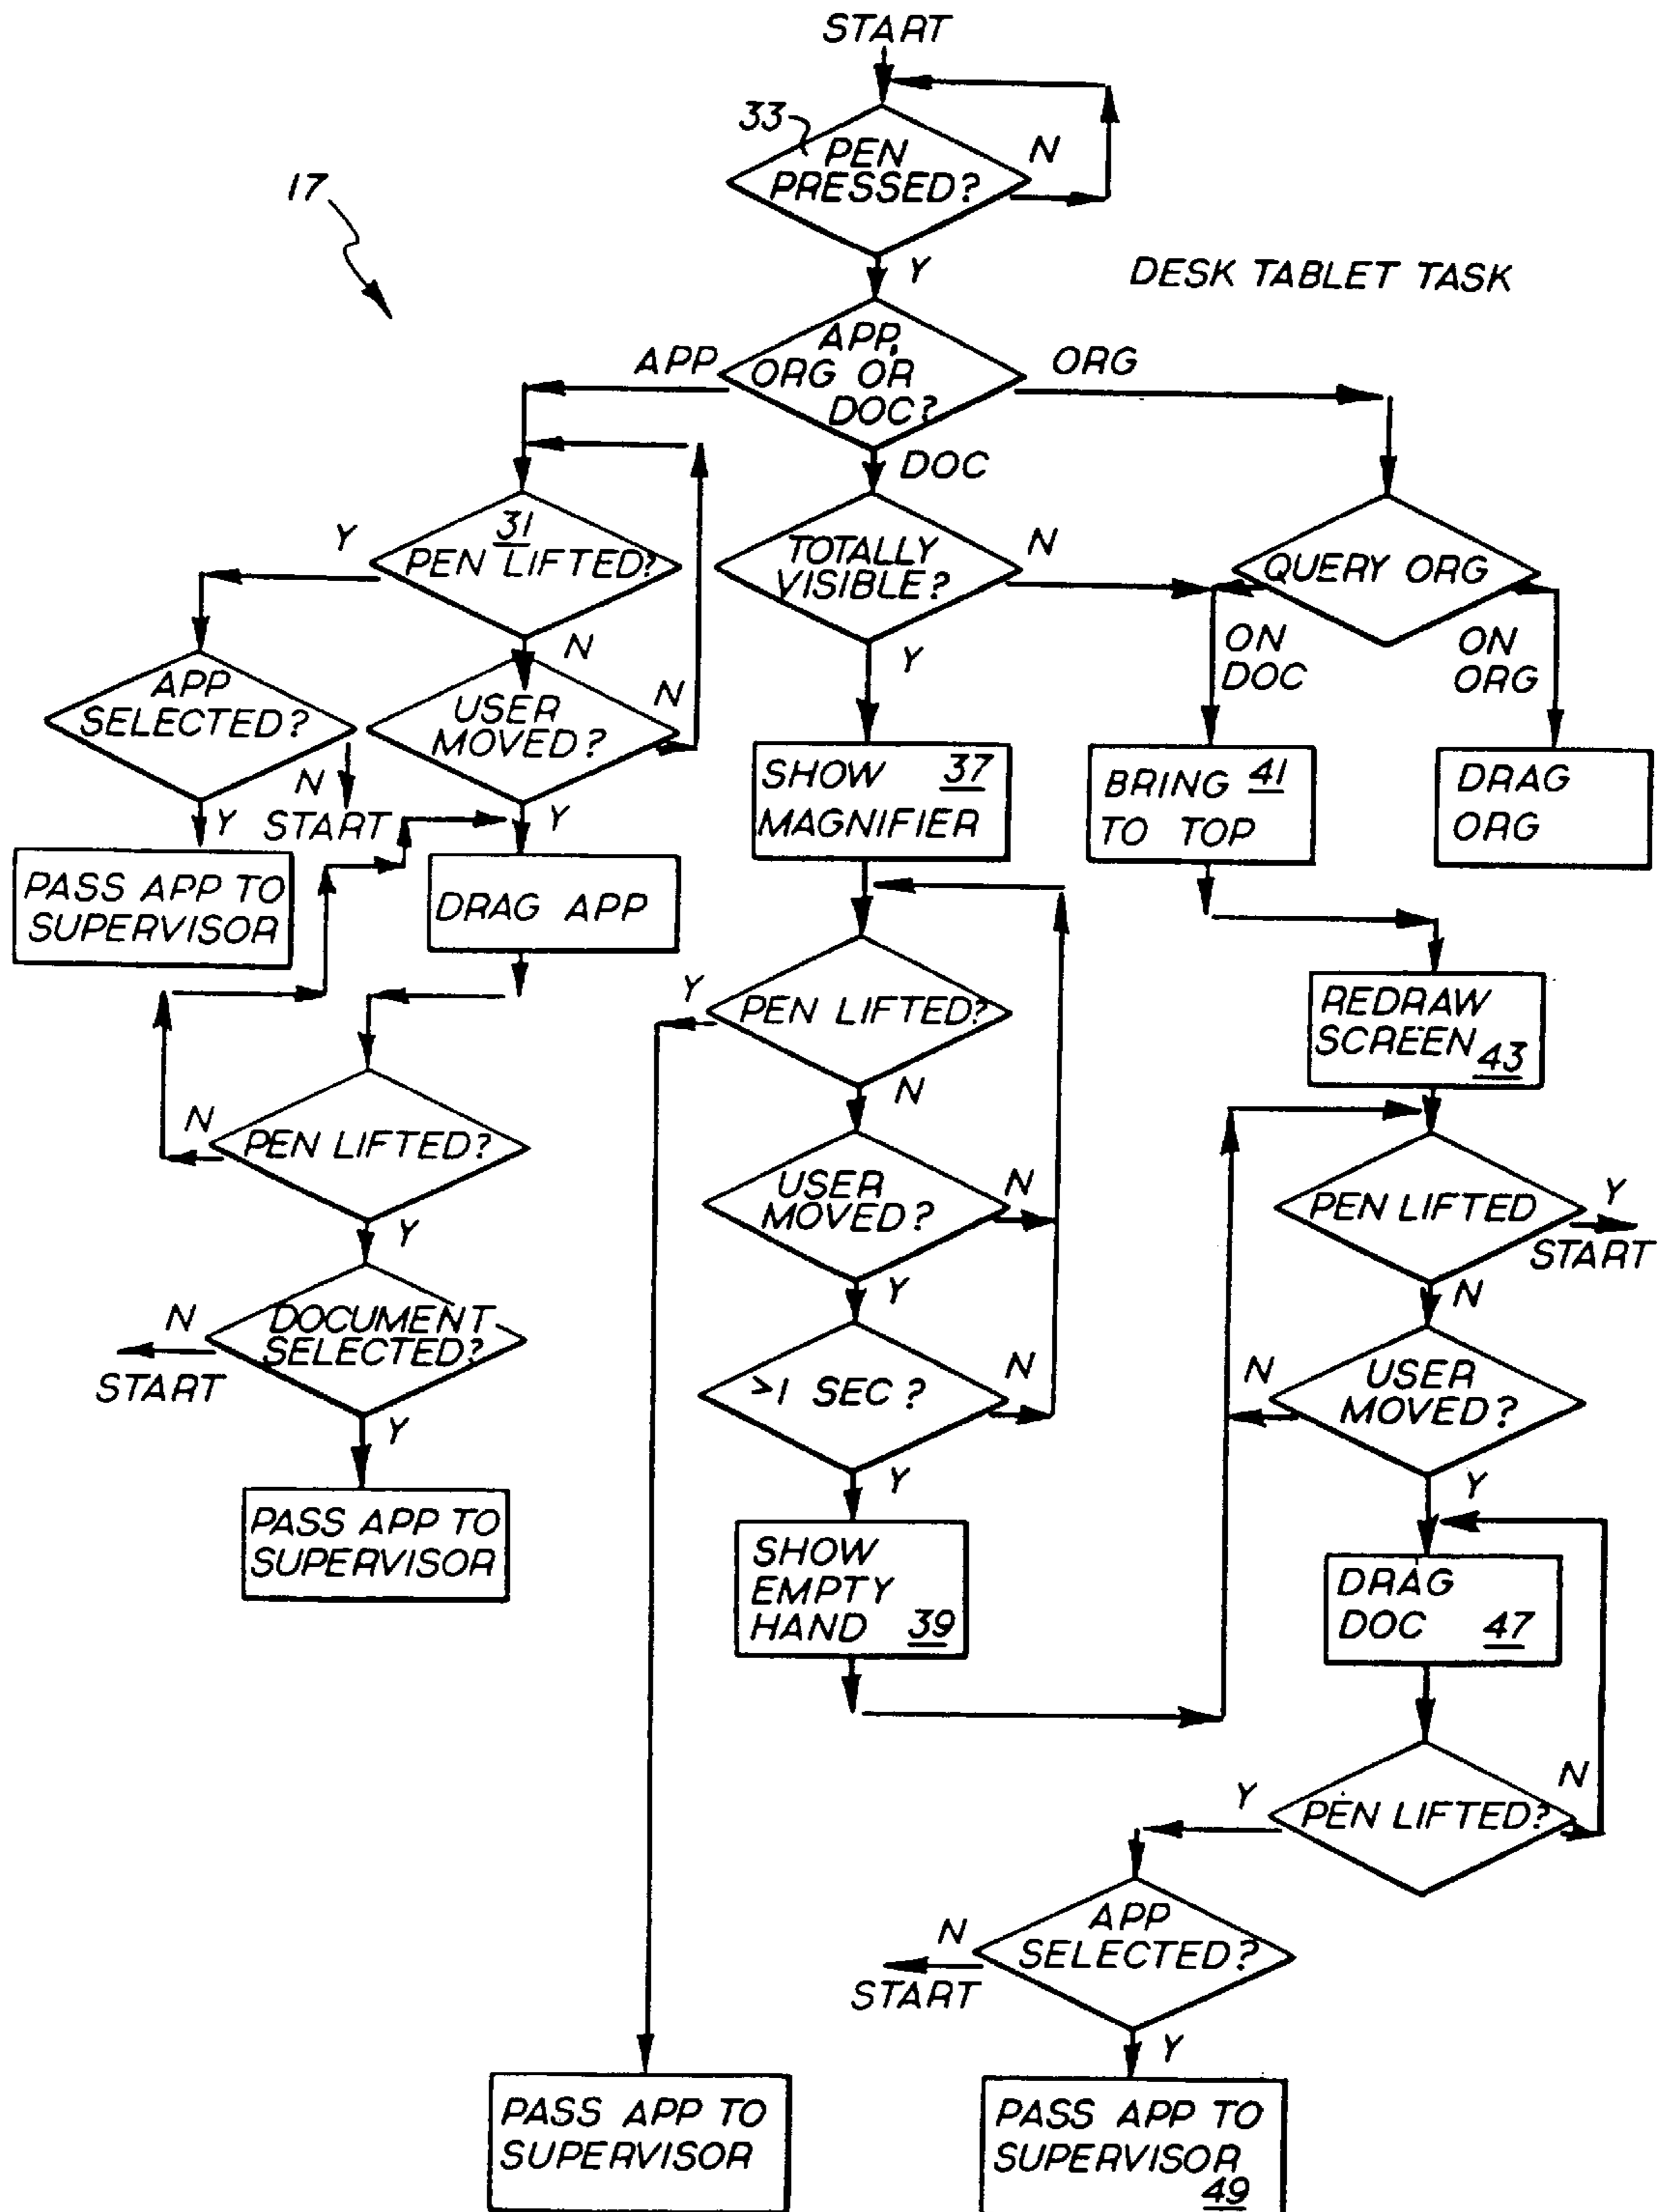 START
33
PEN
PRESSED?
N
17
Y
DESK TABLET TASK
APP,
ORG OR
DOC?
APP
ORG
DOC
31
PEN LIFTED?
Y
N
TOTALLY
VISIBLE?
N
Y
QUERY ORG
ON
DOC
ON
ORG
APP
SELECTED?
N
START
Y
USER
MOVED?
N
Y
PASS APP TO
SUPERVISOR
DRAG APP
SHOW 37
MAGNIFIER
BRING 41
TO TOP
DRAG
ORG
PEN LIFTED?
Y
N
REDRAW
SCREEN 43
PEN LIFTED?
N
Y
USER
MOVED?
N
Y
PEN LIFTED
Y
START
N
DOCUMENT
SELECTED?
N
START
Y
>1 SEC?
N
Y
USER
MOVED?
N
Y
PASS APP TO
SUPERVISOR
SHOW
EMPTY
HAND 39
DRAG
DOC 47
PEN LIFTED?
Y
N
APP
SELECTED?
N
START
Y
PASS APP TO
SUPERVISOR
PASS APP TO
SUPERVISOR
49